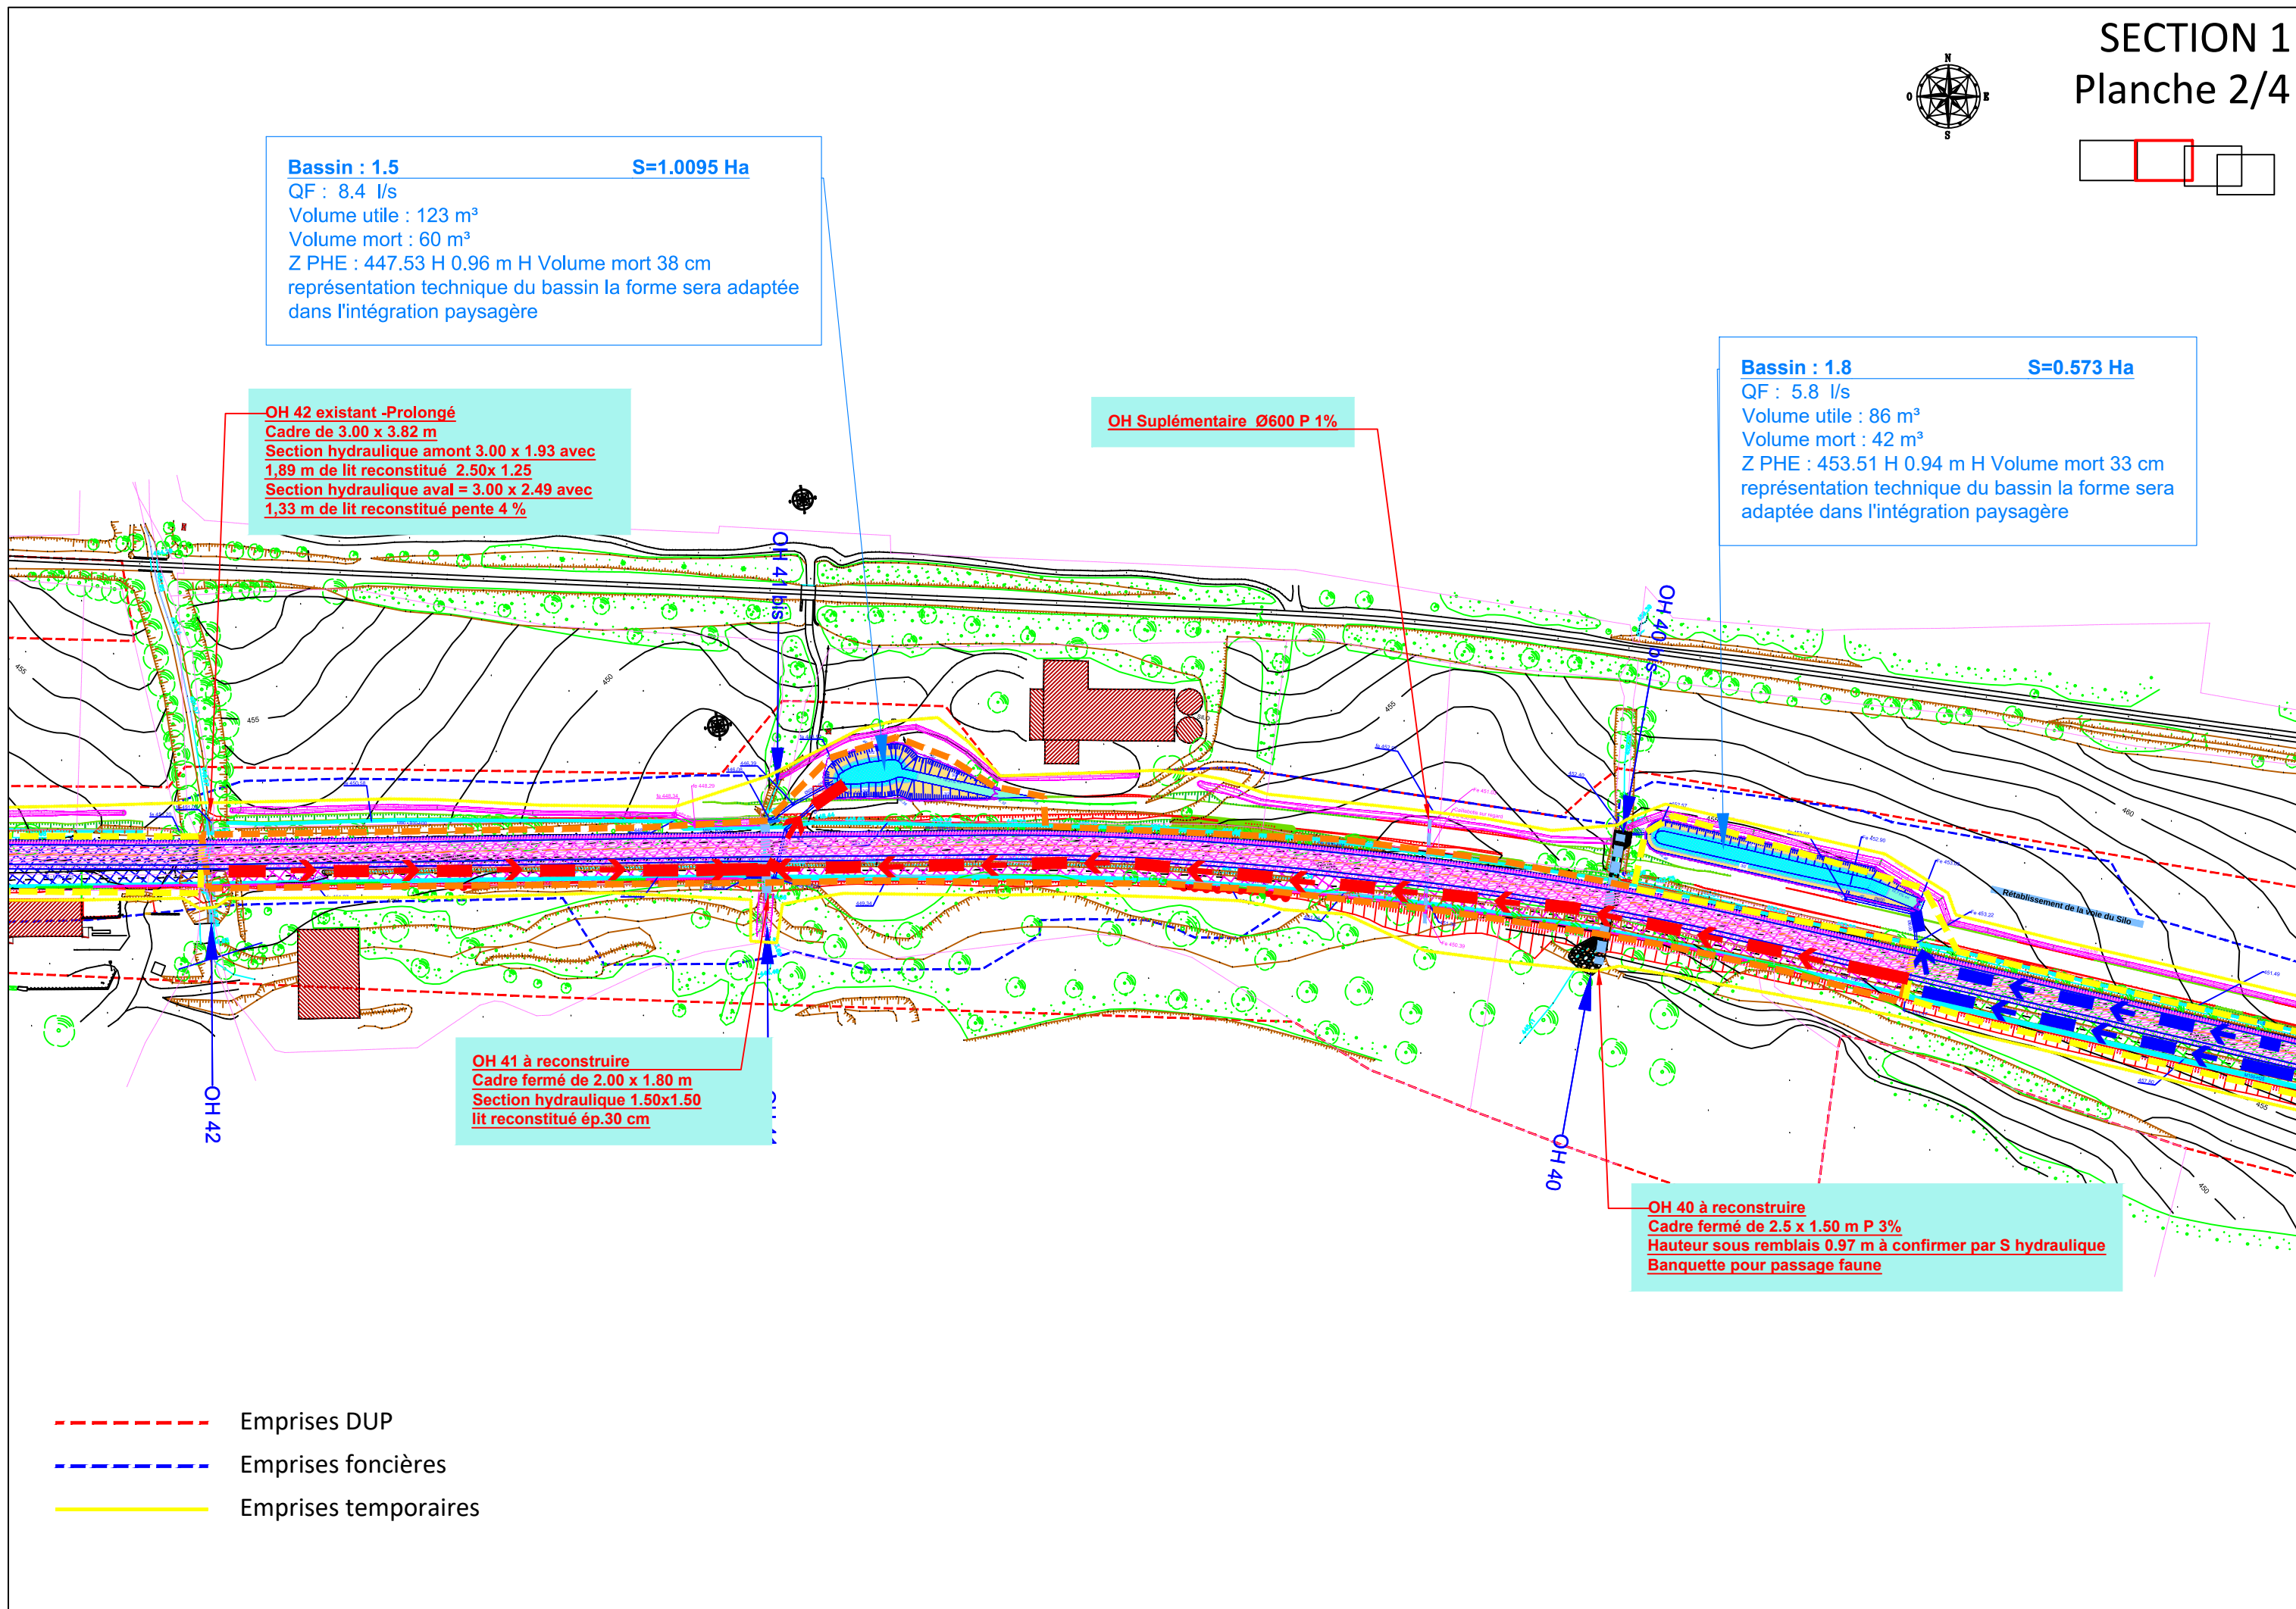 SECTION 1
Planche 2/4
N
O
E
S
Bassin : 1.5 S=1.0095 Ha
QF : 8.4 l/s
Volume utile : 123 m³
Volume mort : 60 m³
Z PHE : 447.53 H 0.96 m H Volume mort 38 cm
représentation technique du bassin la forme sera adaptée
dans l'intégration paysagère
Bassin : 1.8 S=0.573 Ha
QF : 5.8 l/s
Volume utile : 86 m³
Volume mort : 42 m³
Z PHE : 453.51 H 0.94 m H Volume mort 33 cm
représentation technique du bassin la forme sera
adaptée dans l'intégration paysagère
OH 42 existant -Prolongé
Cadre de 3.00 x 3.82 m
Section hydraulique amont 3.00 x 1.93 avec
1,89 m de lit reconstitué 2.50x 1.25
Section hydraulique aval = 3.00 x 2.49 avec
1,33 m de lit reconstitué pente 4 %
OH Suplémentaire Ø600 P 1%
OH 41 bis
OH 40 bis
455
455
450
455
460
Rétablissement de la voie du Silo
455
450
OH 42
OH 40
OH 41 à reconstruire
Cadre fermé de 2.00 x 1.80 m
Section hydraulique 1.50x1.50
lit reconstitué ép.30 cm
OH 40 à reconstruire
Cadre fermé de 2.5 x 1.50 m P 3%
Hauteur sous remblais 0.97 m à confirmer par S hydraulique
Banquette pour passage faune
Emprises DUP
Emprises foncières
Emprises temporaires